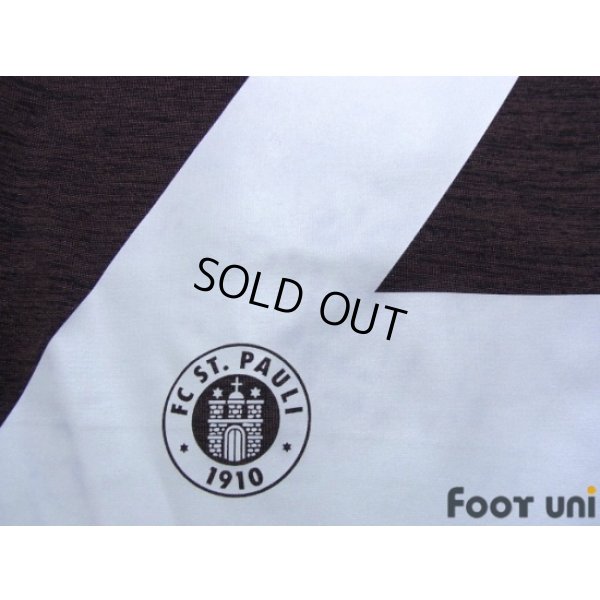 SOLD OUT
FC ST. PAULI
1910
FOOT uni